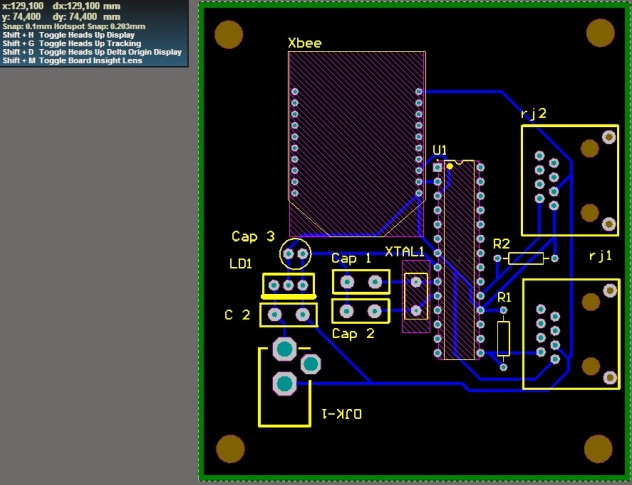 x:129,100 dx:129,100 mm
y: 74,400 dy: 74,400 mm
Snap: 0.1mm Hotspot Snap: 0.203mm
Shift + H Toggle Heads Up Display
Shift + G Toggle Heads Up Tracking
Shift + D Toggle Heads Up Delta Origin Display
Shift + M Toggle Board Insight Lens
Xbee
rj2
U1
Cap 3
XTAL1
R2
rj1
LD1
Cap 1
R1
C 2
Cap 2
DJK-1